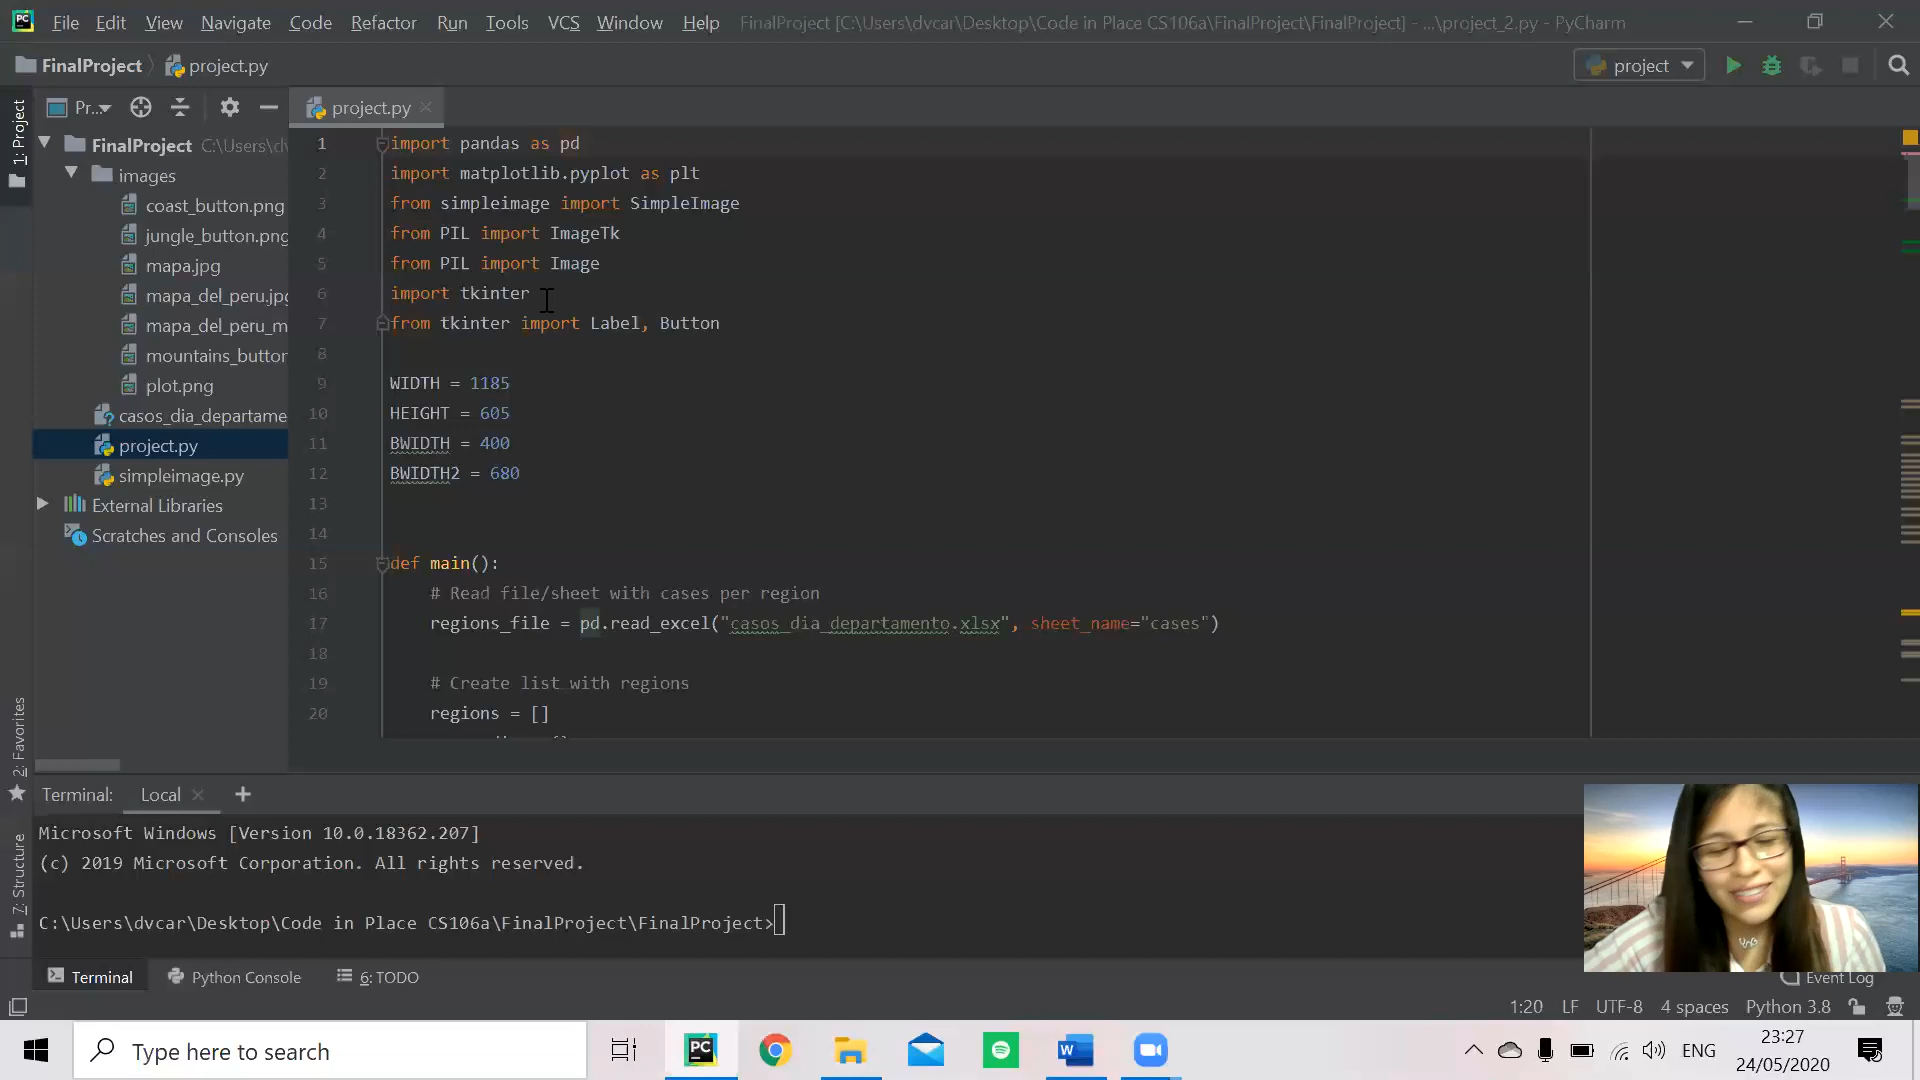 File Edit View Navigate Code Refactor Run Tools VCS Window Help FinalProject [C:\Users\dvcar\Desktop\Code in Place CS106a\FinalProject\FinalProject] - ...\project_2.py - PyCharm
FinalProject project.py project
Pr... project.py
1: Project
FinalProject C:\Users\d
images
coast_button.png
jungle_button.png
mapa.jpg
mapa_del_peru.jpg
mapa_del_peru_m
mountains_button
plot.png
casos_dia_departame
project.py
simpleimage.py
External Libraries
Scratches and Consoles
1 import pandas as pd
2 import matplotlib.pyplot as plt
3 from simpleimage import SimpleImage
4 from PIL import ImageTk
5 from PIL import Image
6 import tkinter
7 from tkinter import Label, Button
8
9 WIDTH = 1185
10 HEIGHT = 605
11 BWIDTH = 400
12 BWIDTH2 = 680
13
14
15 def main():
16 # Read file/sheet with cases per region
17 regions_file = pd.read_excel("casos_dia_departamento.xlsx", sheet_name="cases")
18
19 # Create list with regions
20 regions = []
2: Favorites
7: Structure
Terminal: Local
Microsoft Windows [Version 10.0.18362.207]
(c) 2019 Microsoft Corporation. All rights reserved.
C:\Users\dvcar\Desktop\Code in Place CS106a\FinalProject\FinalProject>
Terminal Python Console 6: TODO Event Log
1:20 LF UTF-8 4 spaces Python 3.8
Type here to search
PC
W
ENG
23:27
24/05/2020